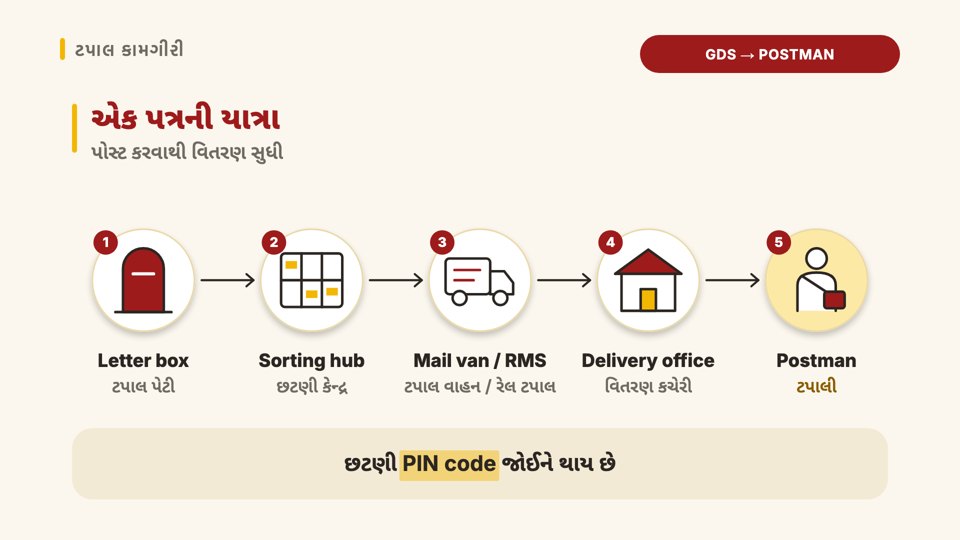 ટપાલ કામગીરી
GDS → POSTMAN
એક પત્રની યાત્રા
પોસ્ટ કરવાથી વિતરણ સુધી
1
2
3
4
5
Letter box
ટપાલ પેટી
Sorting hub
છટણી કેન્દ્ર
Mail van / RMS
ટપાલ વાહન / રેલ ટપાલ
Delivery office
વિતરણ કચેરી
Postman
ટપાલી
છટણી PIN code જોઈને થાય છે